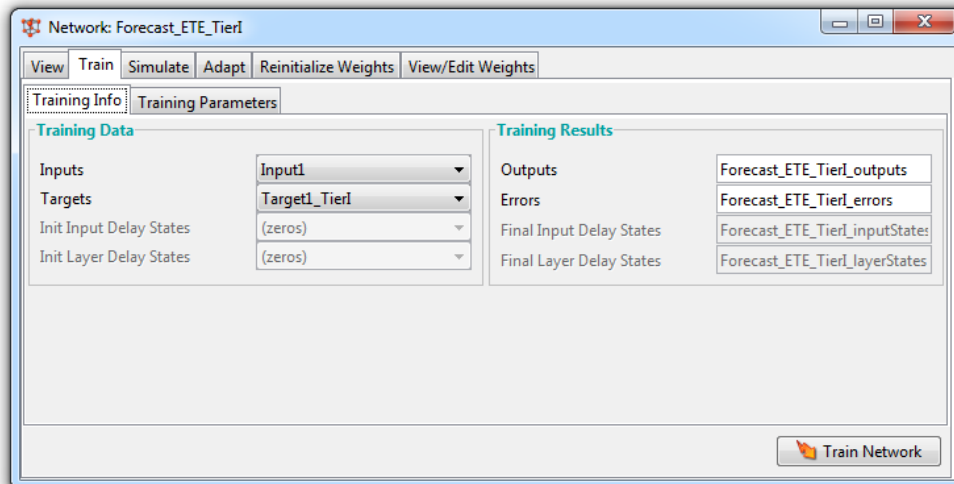 Network: Forecast_ETE_TierI
View Train Simulate Adapt Reinitialize Weights View/Edit Weights
Training Info Training Parameters
Training Data
Inputs Input1
Targets Target1_TierI
Init Input Delay States (zeros)
Init Layer Delay States (zeros)
Training Results
Outputs Forecast_ETE_TierI_outputs
Errors Forecast_ETE_TierI_errors
Final Input Delay States Forecast_ETE_TierI_inputStates
Final Layer Delay States Forecast_ETE_TierI_layerStates
Train Network